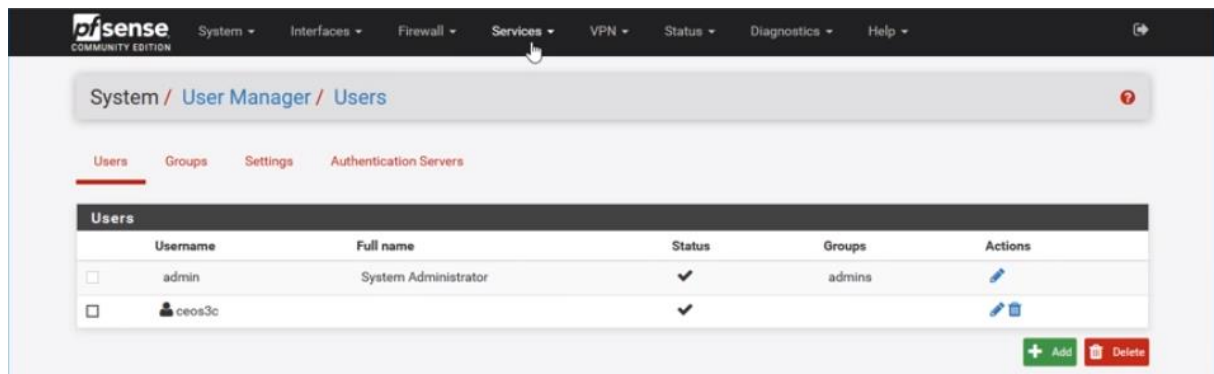 pfsense System Interfaces Firewall Services VPN Status Diagnostics Help
COMMUNITY EDITION
System / User Manager / Users
Users Groups Settings Authentication Servers
Users
Username Full name Status Groups Actions
admin System Administrator admins
ceos3c
Add Delete